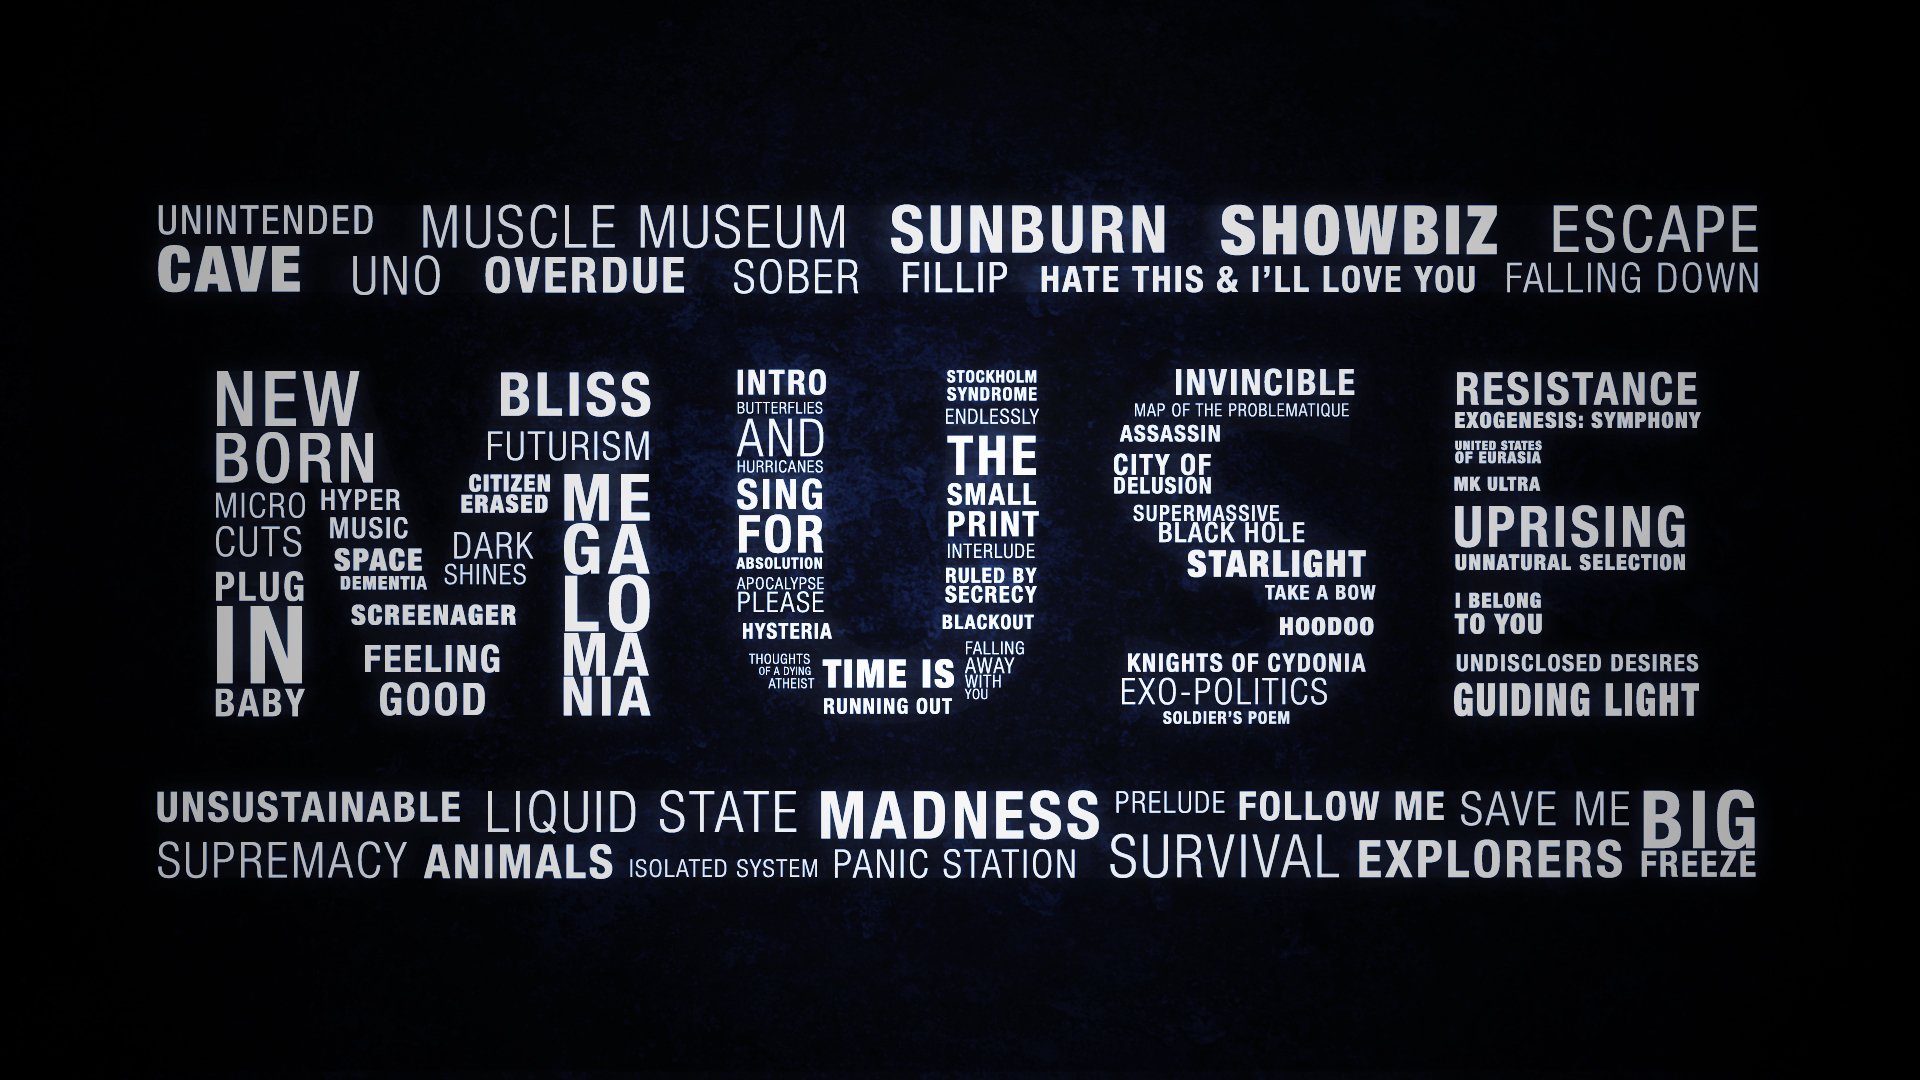 UNINTENDED MUSCLE MUSEUM SUNBURN SHOWBIZ ESCAPE
CAVE UNO OVERDUE SOBER FILLIP HATE THIS & I'LL LOVE YOU FALLING DOWN
NEW
BORN
MICRO
CUTS
PLUG
IN
BABY
HYPER
MUSIC
SPACE
DEMENTIA
SCREENAGER
FEELING
GOOD
BLISS
FUTURISM
CITIZEN
ERASED
DARK
SHINES
ME
GA
LO
MA
NIA
INTRO
BUTTERFLIES
AND
HURRICANES
SING
FOR
ABSOLUTION
APOCALYPSE
PLEASE
HYSTERIA
THOUGHTS
OF A DYING
ATHEIST
TIME IS
RUNNING OUT
STOCKHOLM
SYNDROME
ENDLESSLY
THE
SMALL
PRINT
INTERLUDE
RULED BY
SECRECY
BLACKOUT
FALLING
AWAY
WITH
YOU
INVINCIBLE
MAP OF THE PROBLEMATIQUE
ASSASSIN
CITY OF
DELUSION
SUPERMASSIVE
BLACK HOLE
STARLIGHT
TAKE A BOW
HOODOO
KNIGHTS OF CYDONIA
EXO-POLITICS
SOLDIER'S POEM
RESISTANCE
EXOGENESIS: SYMPHONY
UNITED STATES
OF EURASIA
MK ULTRA
UPRISING
UNNATURAL SELECTION
I BELONG
TO YOU
UNDISCLOSED DESIRES
GUIDING LIGHT
UNSUSTAINABLE LIQUID STATE MADNESS PRELUDE FOLLOW ME SAVE ME BIG
SUPREMACY ANIMALS ISOLATED SYSTEM PANIC STATION SURVIVAL EXPLORERS FREEZE